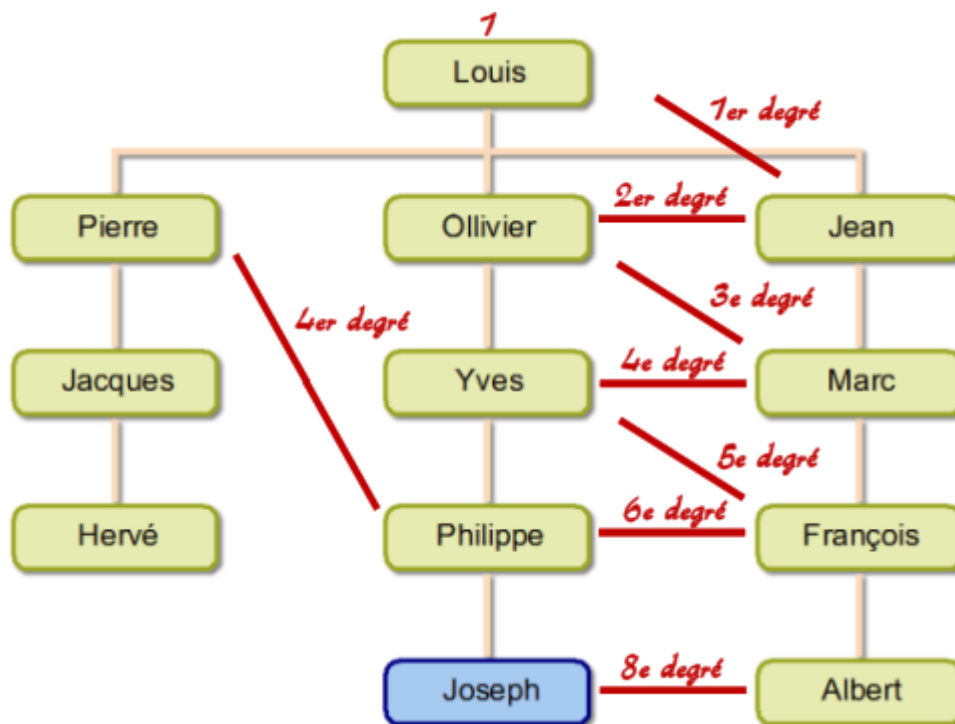 1
Louis
1er degré
Pierre
Ollivier
2er degré
Jean
4er degré
3e degré
Jacques
Yves
4e degré
Marc
5e degré
Hervé
Philippe
6e degré
François
Joseph
8e degré
Albert